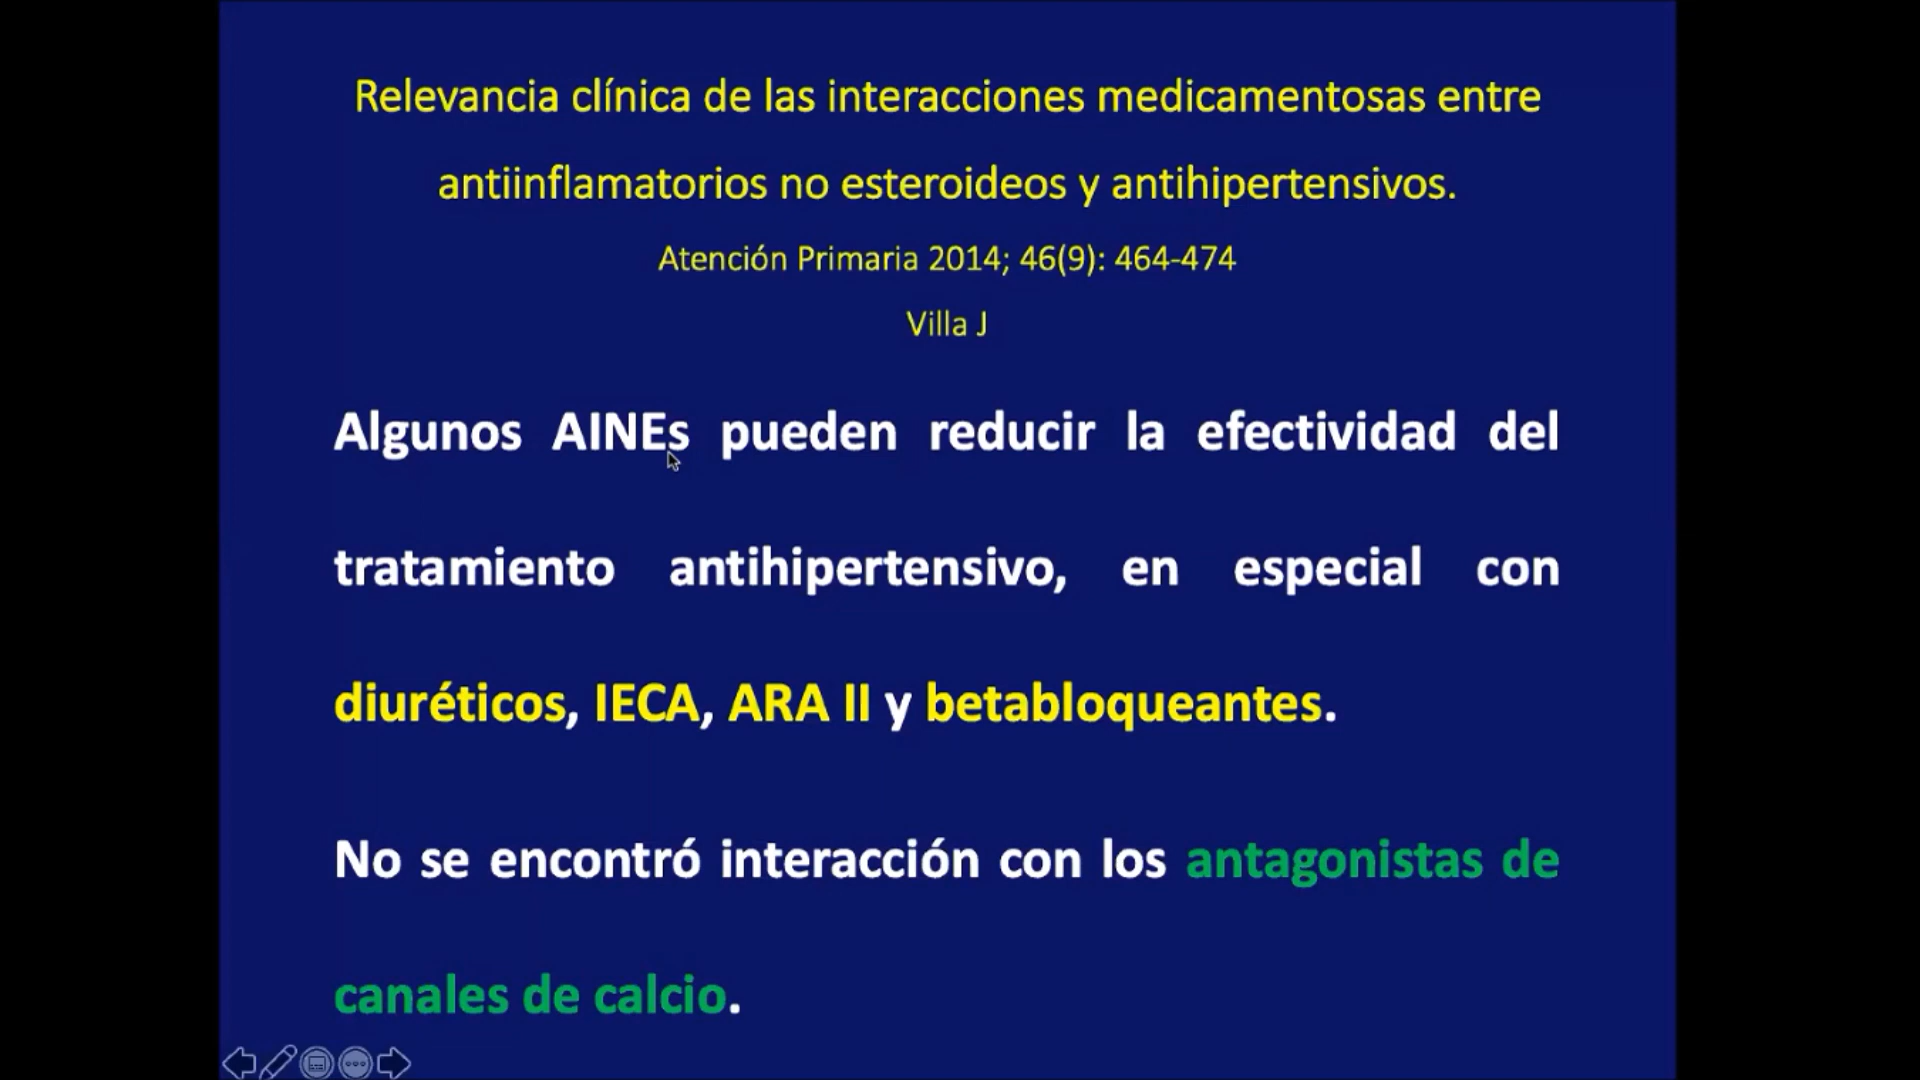 Relevancia clínica de las interacciones medicamentosas entre
antiinflamatorios no esteroideos y antihipertensivos.
Atención Primaria 2014; 46(9): 464-474
Villa J
Algunos AINEs pueden reducir la efectividad del
tratamiento antihipertensivo, en especial con
diuréticos, IECA, ARA II y betabloqueantes.
No se encontró interacción con los antagonistas de
canales de calcio.